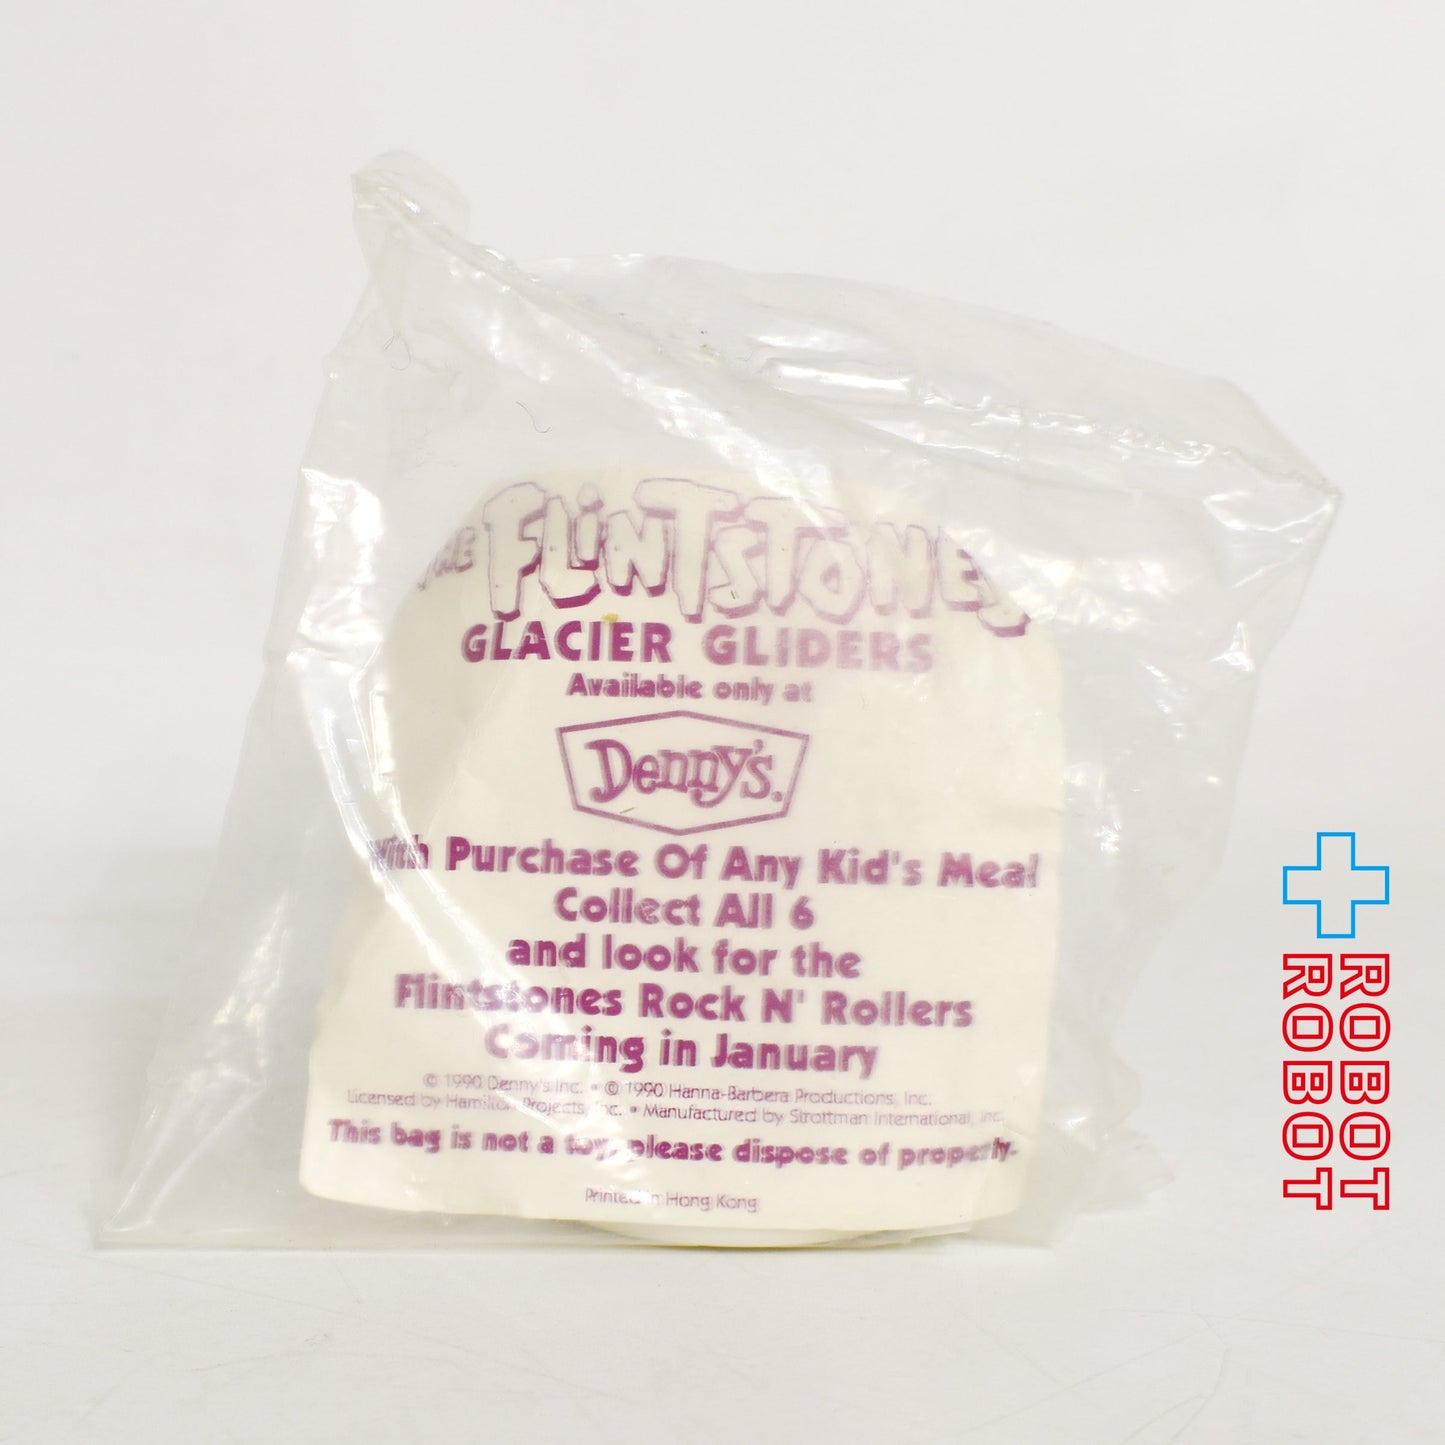 THE FLINTSTONES
GLACIER GLIDERS
Available only at
Denny's.
with Purchase Of Any Kid's Meal
Collect All 6
and look for the
Flintstones Rock N' Rollers
Coming in January
© 1990 Denny's Inc. • © 1990 Hanna-Barbera Productions, Inc.
Licensed by Hamilton Projects, Inc. • Manufactured by Strottman International, Inc.
This bag is not a toy, please dispose of properly.
Printed in Hong Kong
ROBOT
ROBOT